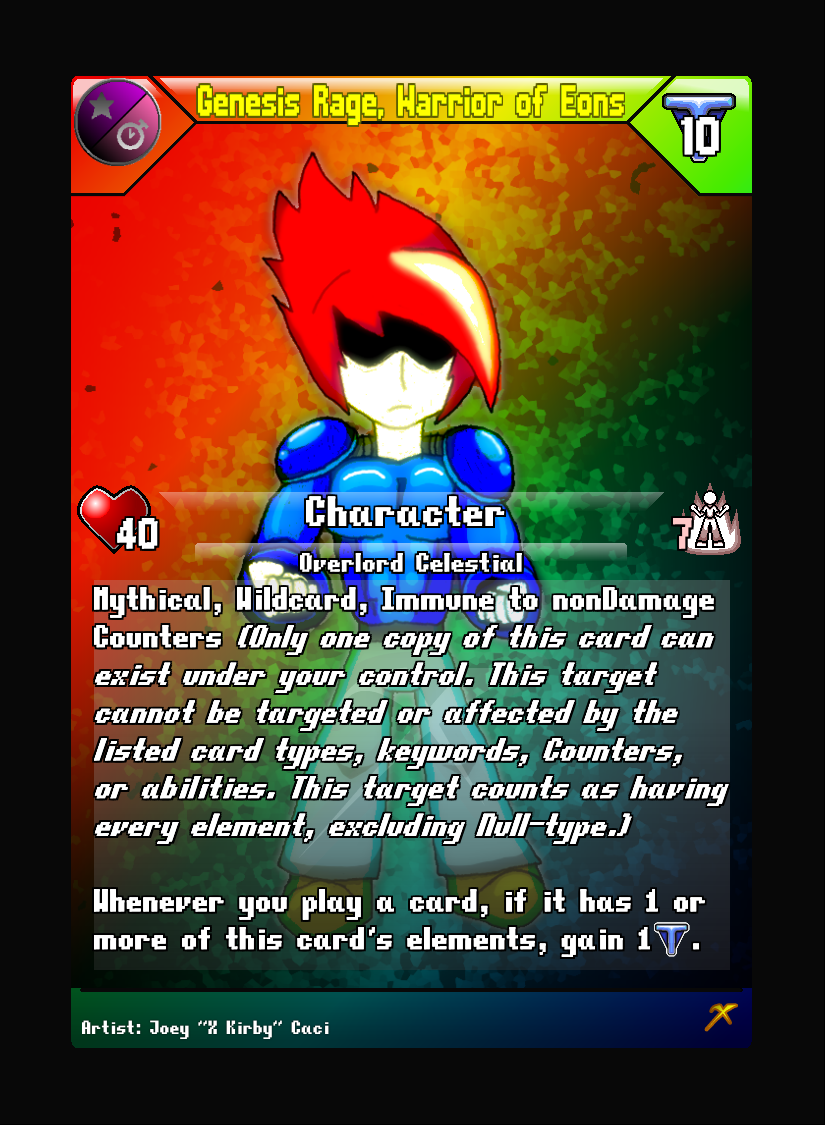 Genesis Rage, Warrior of Eons
10
40
Character
7
Overlord Celestial
Mythical, Wildcard, Immune to nonDamage
Counters (Only one copy of this card can
exist under your control. This target
cannot be targeted or affected by the
listed card types, keywords, Counters,
or abilities. This target counts as having
every element, excluding Null-type.)
Whenever you play a card, if it has 1 or
more of this card's elements, gain 1 T.
Artist: Joey "X Kirby" Caci